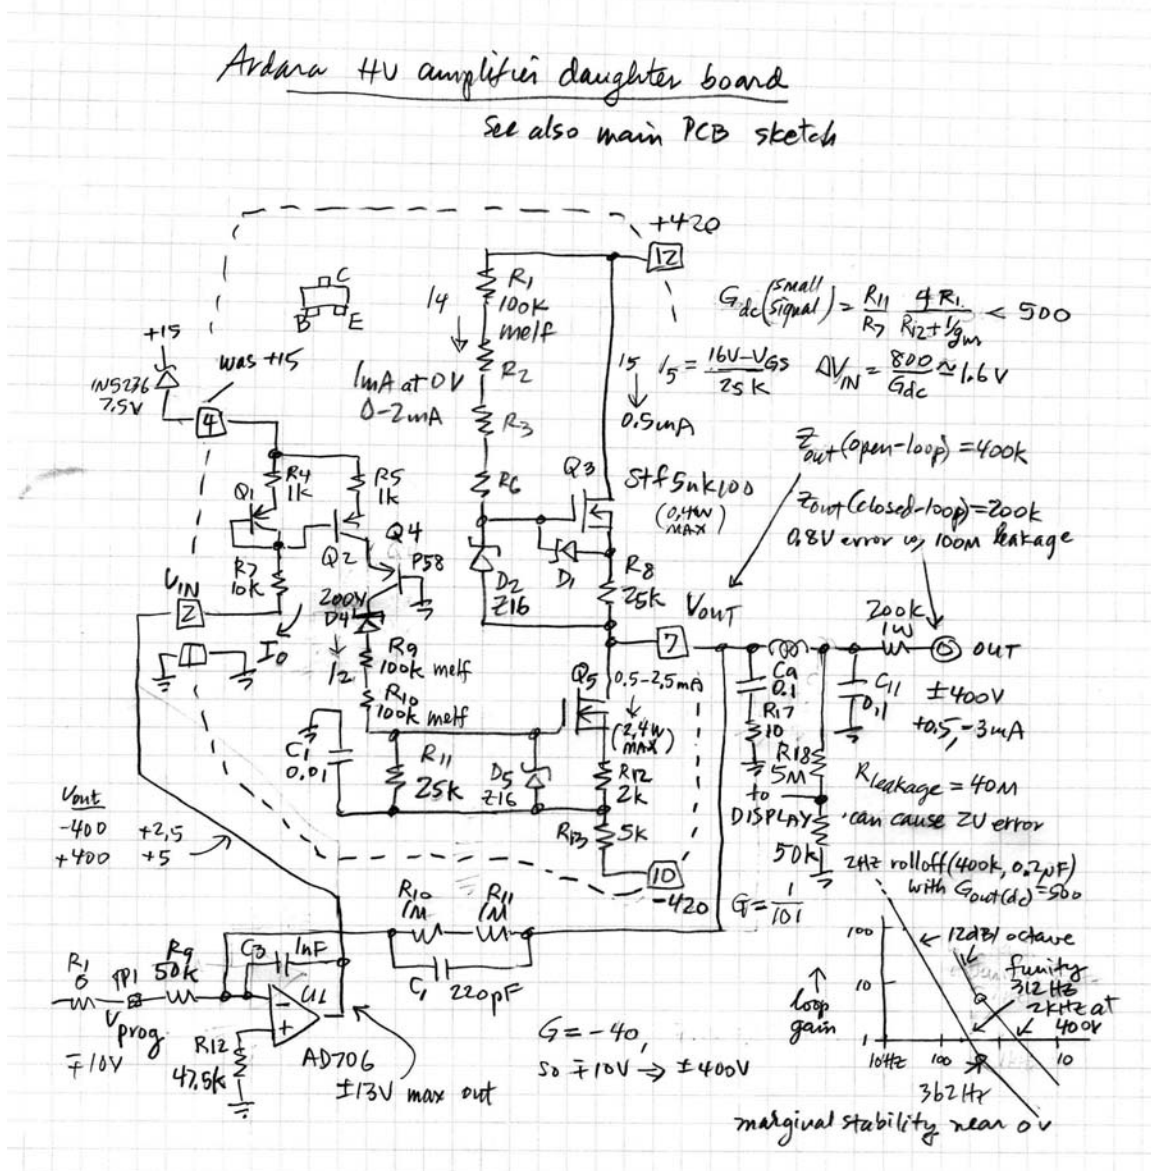 Ardara HV amplifier daughter board
See also main PCB sketch
+420
12
C
B E
+15
was +15
1N5236
7.5V
4
I4
R1
100k
melf
1mA at 0V
0-2mA
R2
R3
R6
Gdc (small signal) = R11/R7 4R1/(R12+1/gm) < 500
I5
I5 = (16V-VGS)/25k
ΔVIN = 800/Gdc ≃ 1.6V
0.5mA
Zout (open-loop) = 400k
Zout (closed-loop) = 200k
0.8V error w/ 100M leakage
Q1
R4
1k
R5
1k
Q2
Q4
P58
R7
10k
Q3
Stf5nk100
(0.4W
MAX)
D1
D2
Z16
R8
25k
VIN
2
1
I0
200V
D4
I2
R9
100k melf
R10
100k melf
VOUT
7
200k
1W
OUT
Q5
0.5-2.5mA
(2.4W
MAX)
C9
0.1
R17
10
C11
0.1
±400V
+0.5, -3mA
C1
0.01
R11
25k
D5
Z16
R12
2k
R13
5k
R18
5M
to
DISPLAY
50k
Rleakage = 40M
can cause 2V error
2Hz rolloff (400k, 0.2µF)
with Gout(dc) = 500
10
-420
G = 1/101
Vout
-400 +2.5
+400 +5
R10
1M
R11
1M
C1 220pF
C3 1nF
R1
0
TP1
R9
50k
Vprog
∓10V
R12
47.5k
U1
-
+
AD706
±13V max out
G = -40,
so ∓10V → ±400V
100
10
1
loop
gain
12dB/octave
funity
312Hz
2kHz at
400V
10Hz 100 10
362Hz
marginal stability near 0V